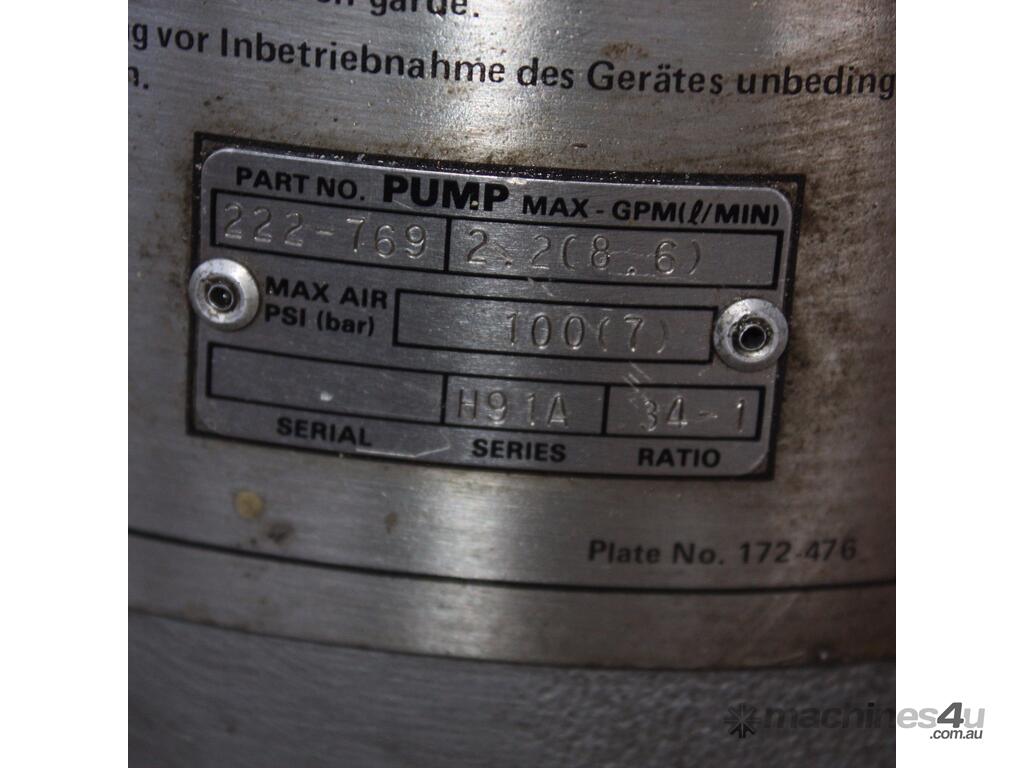 garde.
g vor Inbetriebnahme des Gerätes unbeding
n.
PART NO. PUMP MAX - GPM(ℓ/MIN)
222-769 2.2(8.6)
MAX AIR
PSI (bar) 100(7)
H91A 34-1
SERIAL SERIES RATIO
Plate No. 172-476
machines4u
.com.au